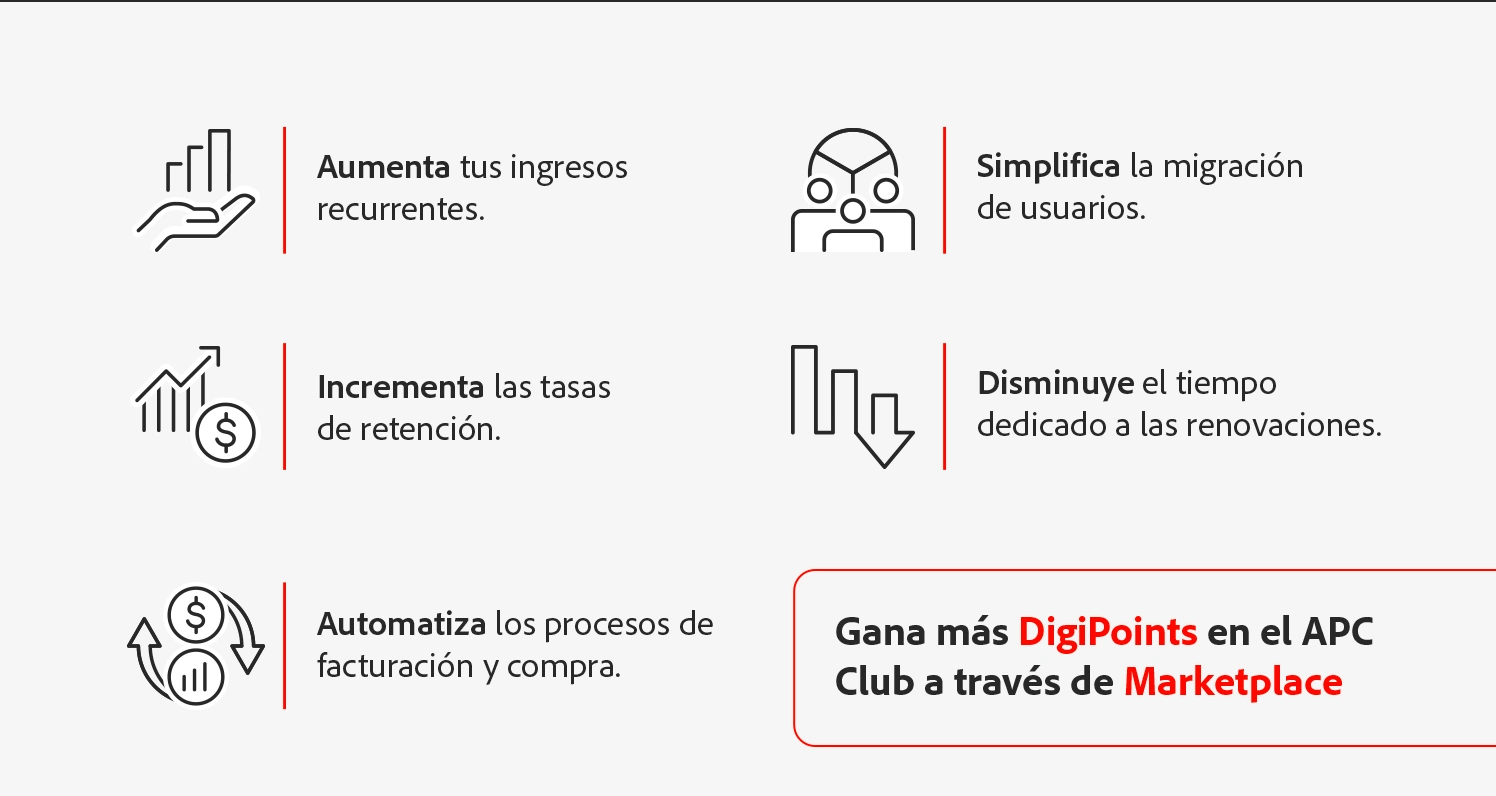 Aumenta tus ingresos
recurrentes.
Simplifica la migración
de usuarios.
Incrementa las tasas
de retención.
Disminuye el tiempo
dedicado a las renovaciones.
Automatiza los procesos de
facturación y compra.
Gana más DigiPoints en el APC
Club a través de Marketplace